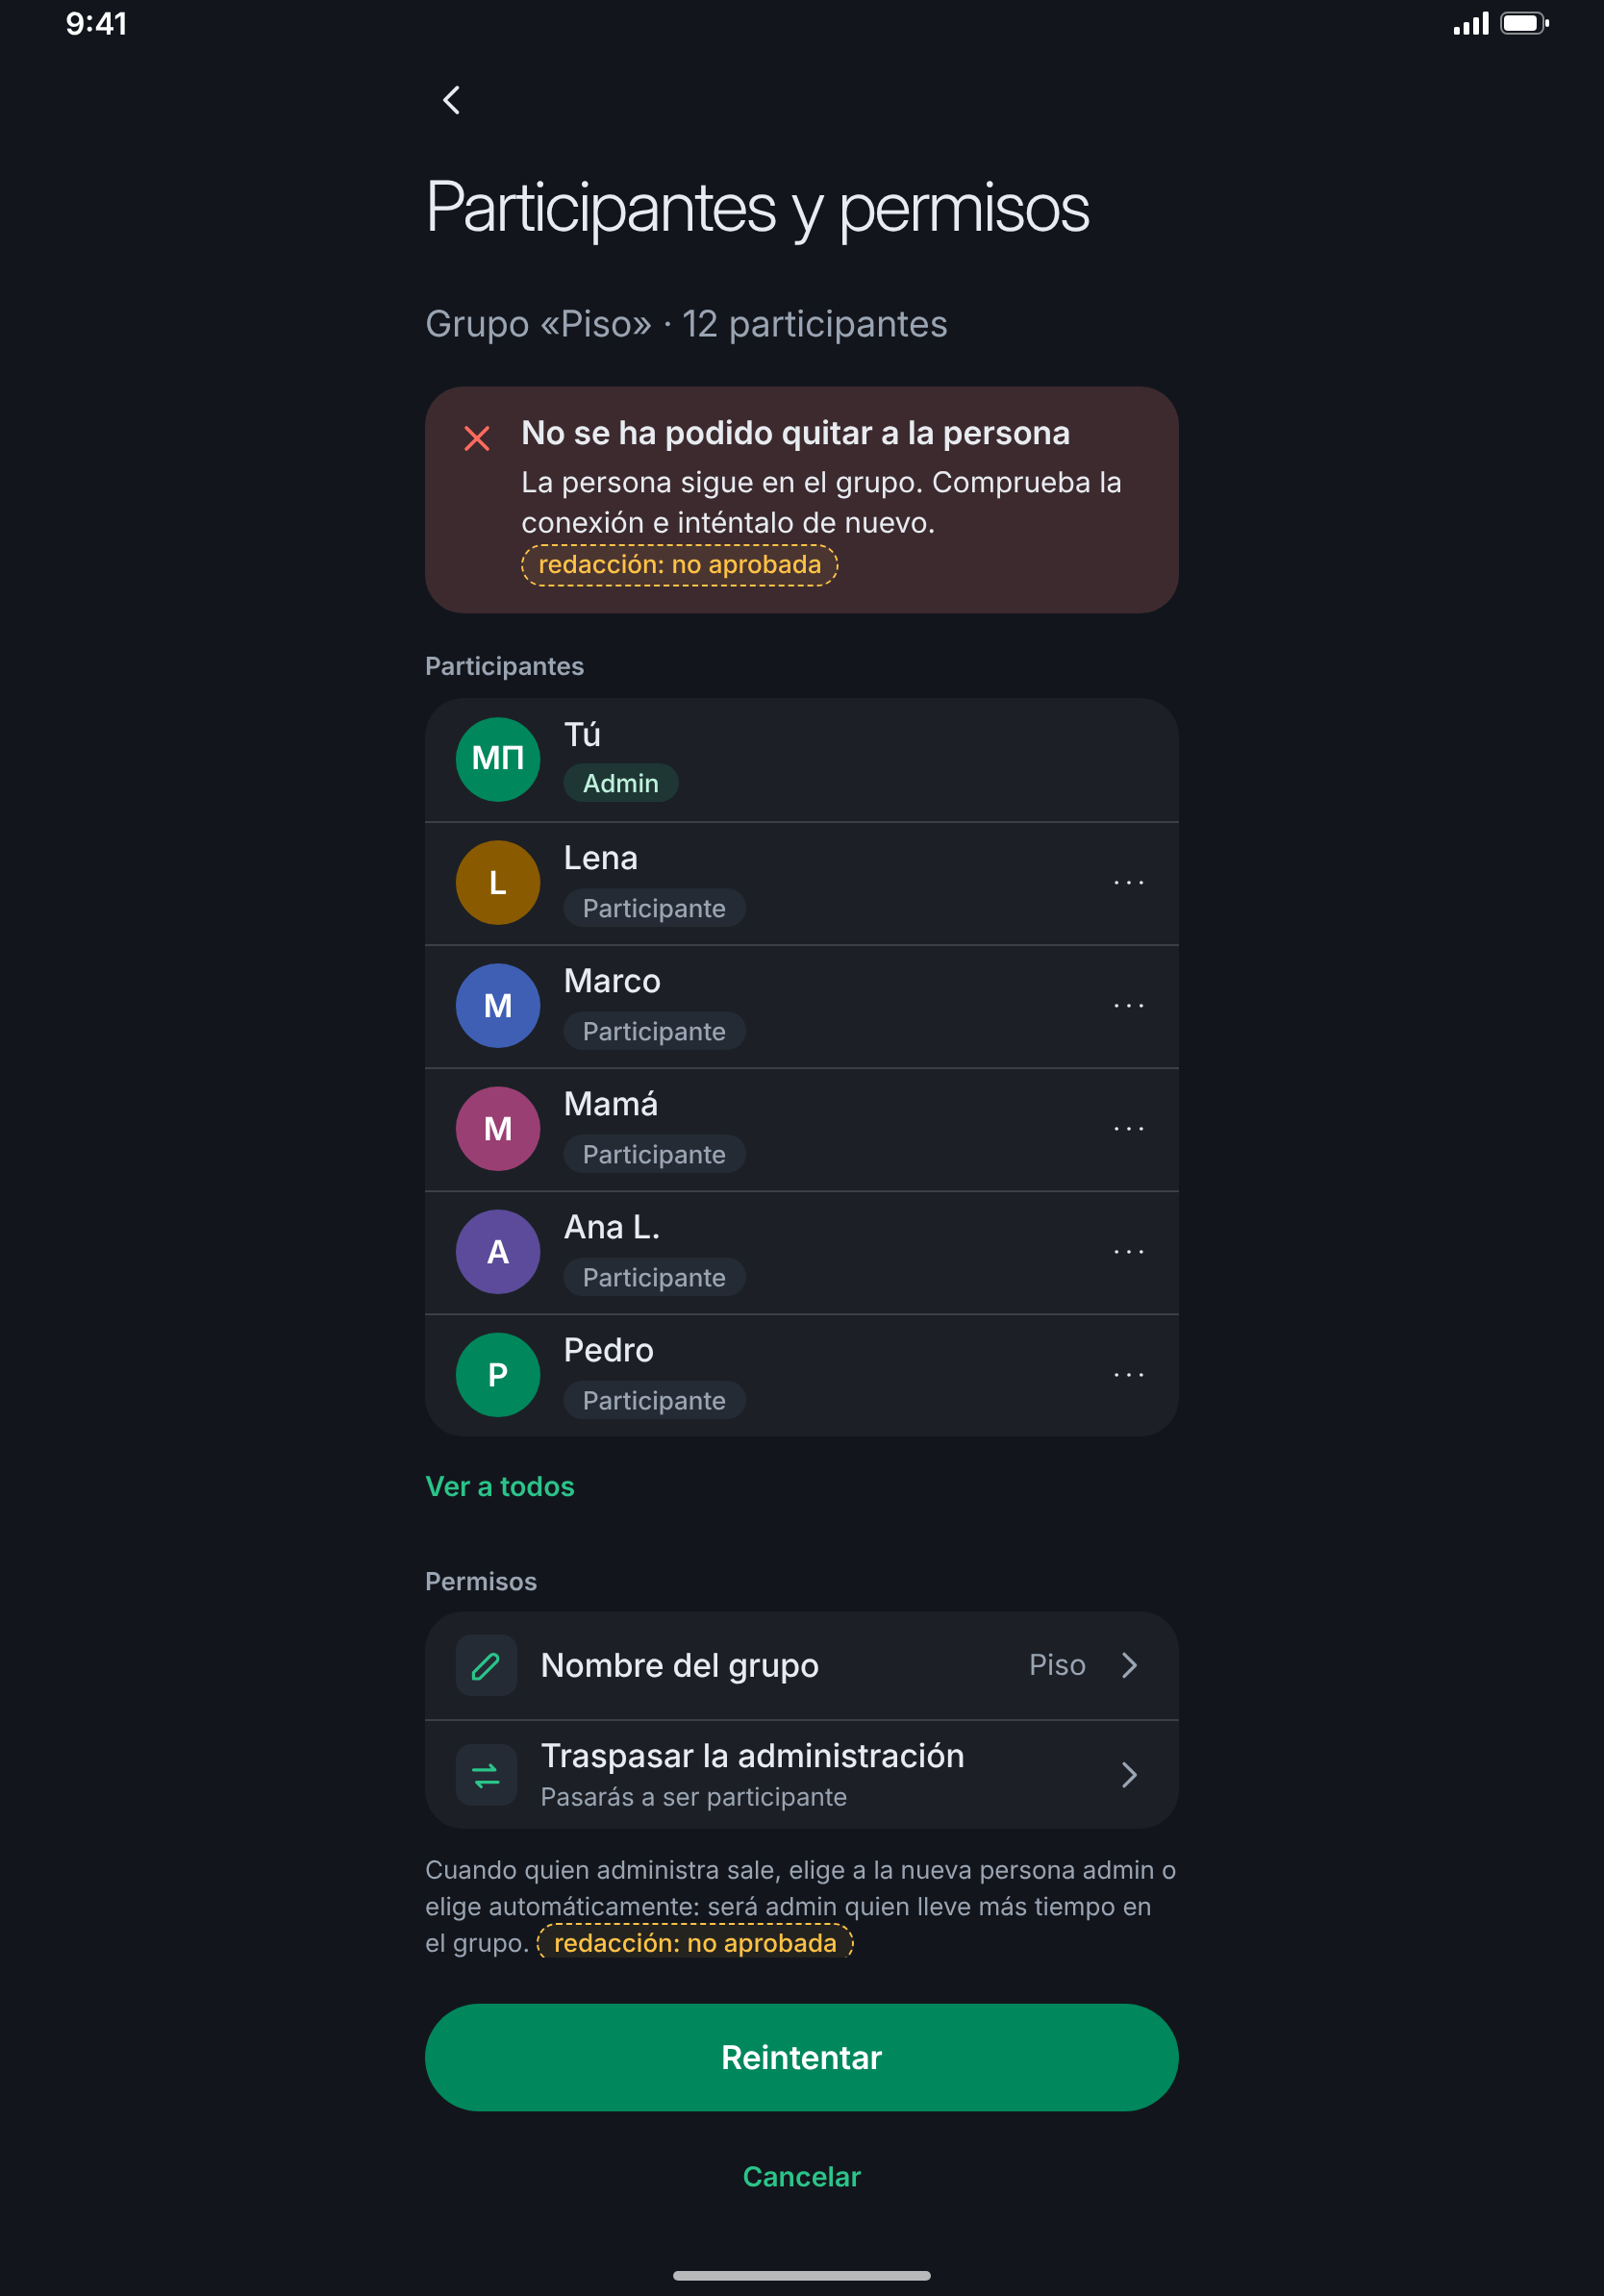 9:41
Participantes y permisos
Grupo «Piso» · 12 participantes
No se ha podido quitar a la persona
La persona sigue en el grupo. Comprueba la
conexión e inténtalo de nuevo.
redacción: no aprobada
Participantes
МП
Tú
Admin
L
Lena
Participante
M
Marco
Participante
M
Mamá
Participante
A
Ana L.
Participante
P
Pedro
Participante
Ver a todos
Permisos
Nombre del grupo
Piso
Traspasar la administración
Pasarás a ser participante
Cuando quien administra sale, elige a la nueva persona admin o
elige automáticamente: será admin quien lleve más tiempo en
el grupo. redacción: no aprobada
Reintentar
Cancelar